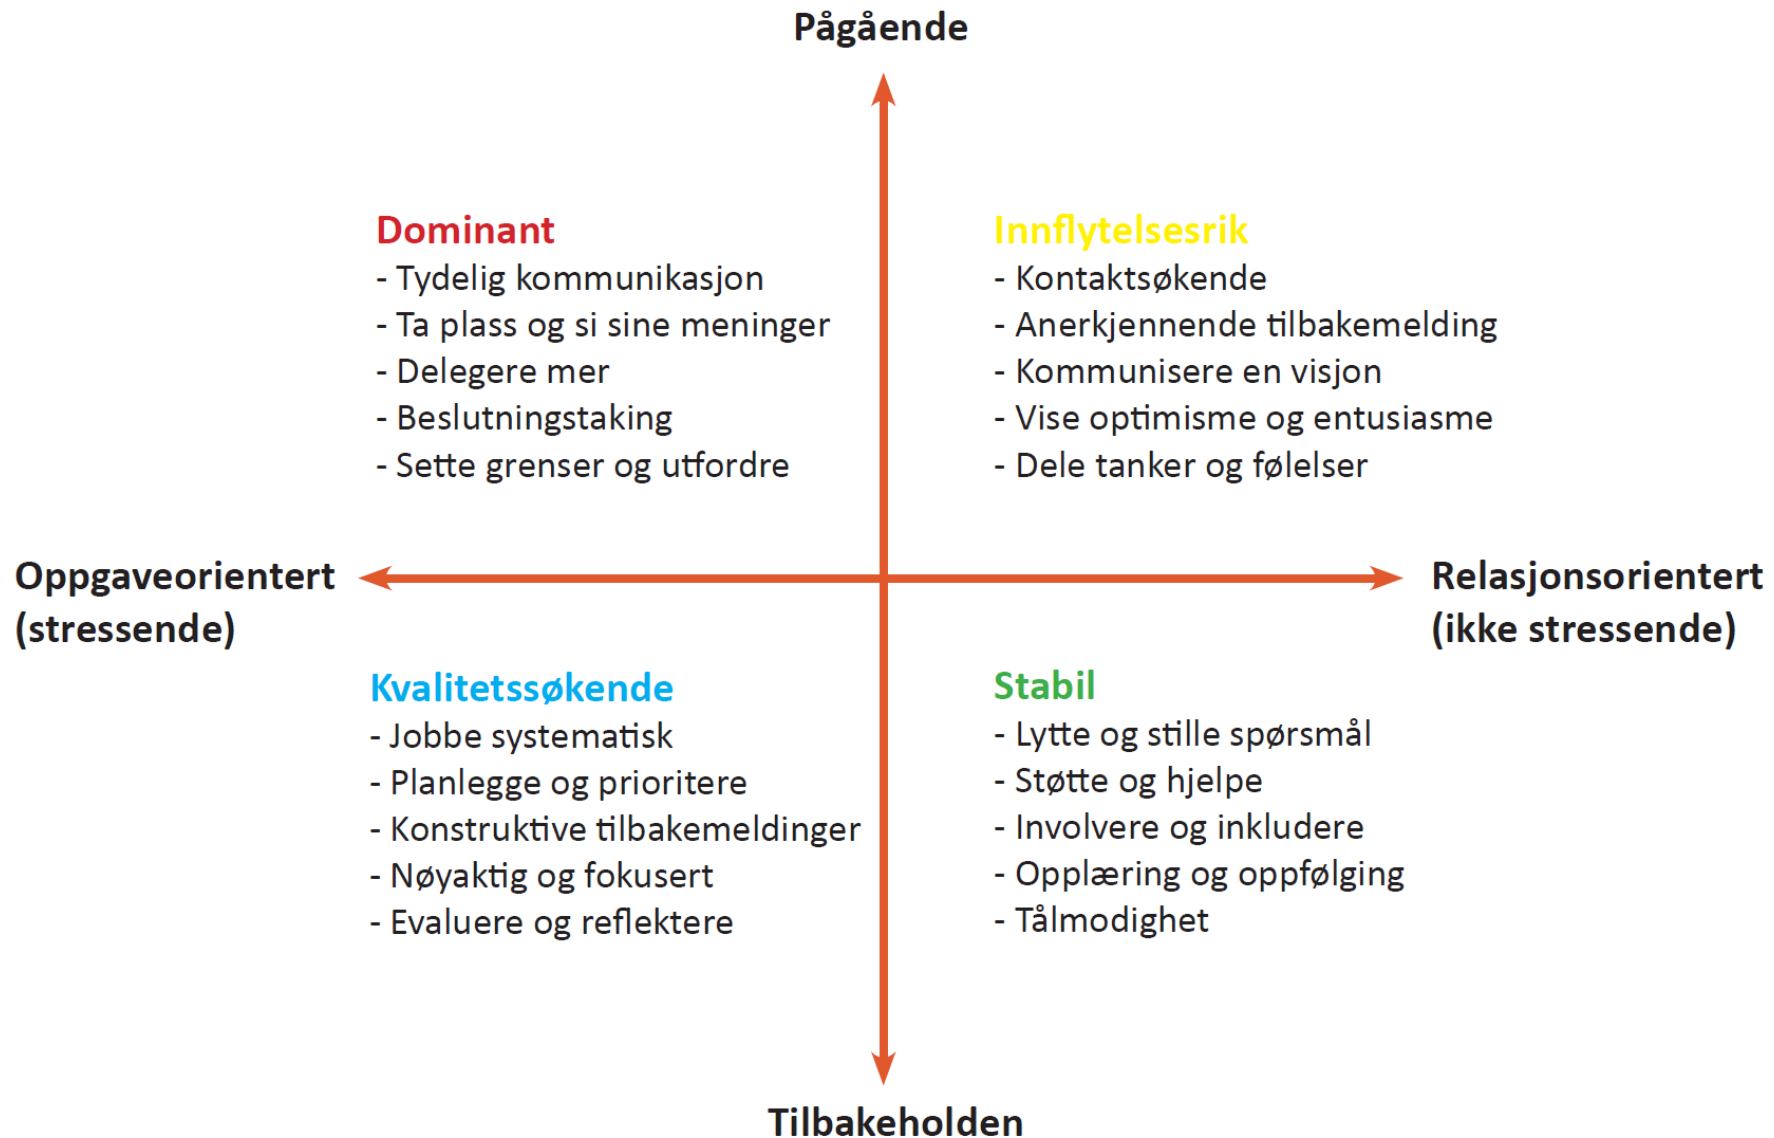 Pågående
Dominant
- Tydelig kommunikasjon
- Ta plass og si sine meninger
- Delegere mer
- Beslutningstaking
- Sette grenser og utfordre
Innflytelsesrik
- Kontaktsøkende
- Anerkjennende tilbakemelding
- Kommunisere en visjon
- Vise optimisme og entusiasme
- Dele tanker og følelser
Oppgaveorientert
(stressende)
Relasjonsorientert
(ikke stressende)
Kvalitetssøkende
- Jobbe systematisk
- Planlegge og prioritere
- Konstruktive tilbakemeldinger
- Nøyaktig og fokusert
- Evaluere og reflektere
Stabil
- Lytte og stille spørsmål
- Støtte og hjelpe
- Involvere og inkludere
- Opplæring og oppfølging
- Tålmodighet
Tilbakeholden